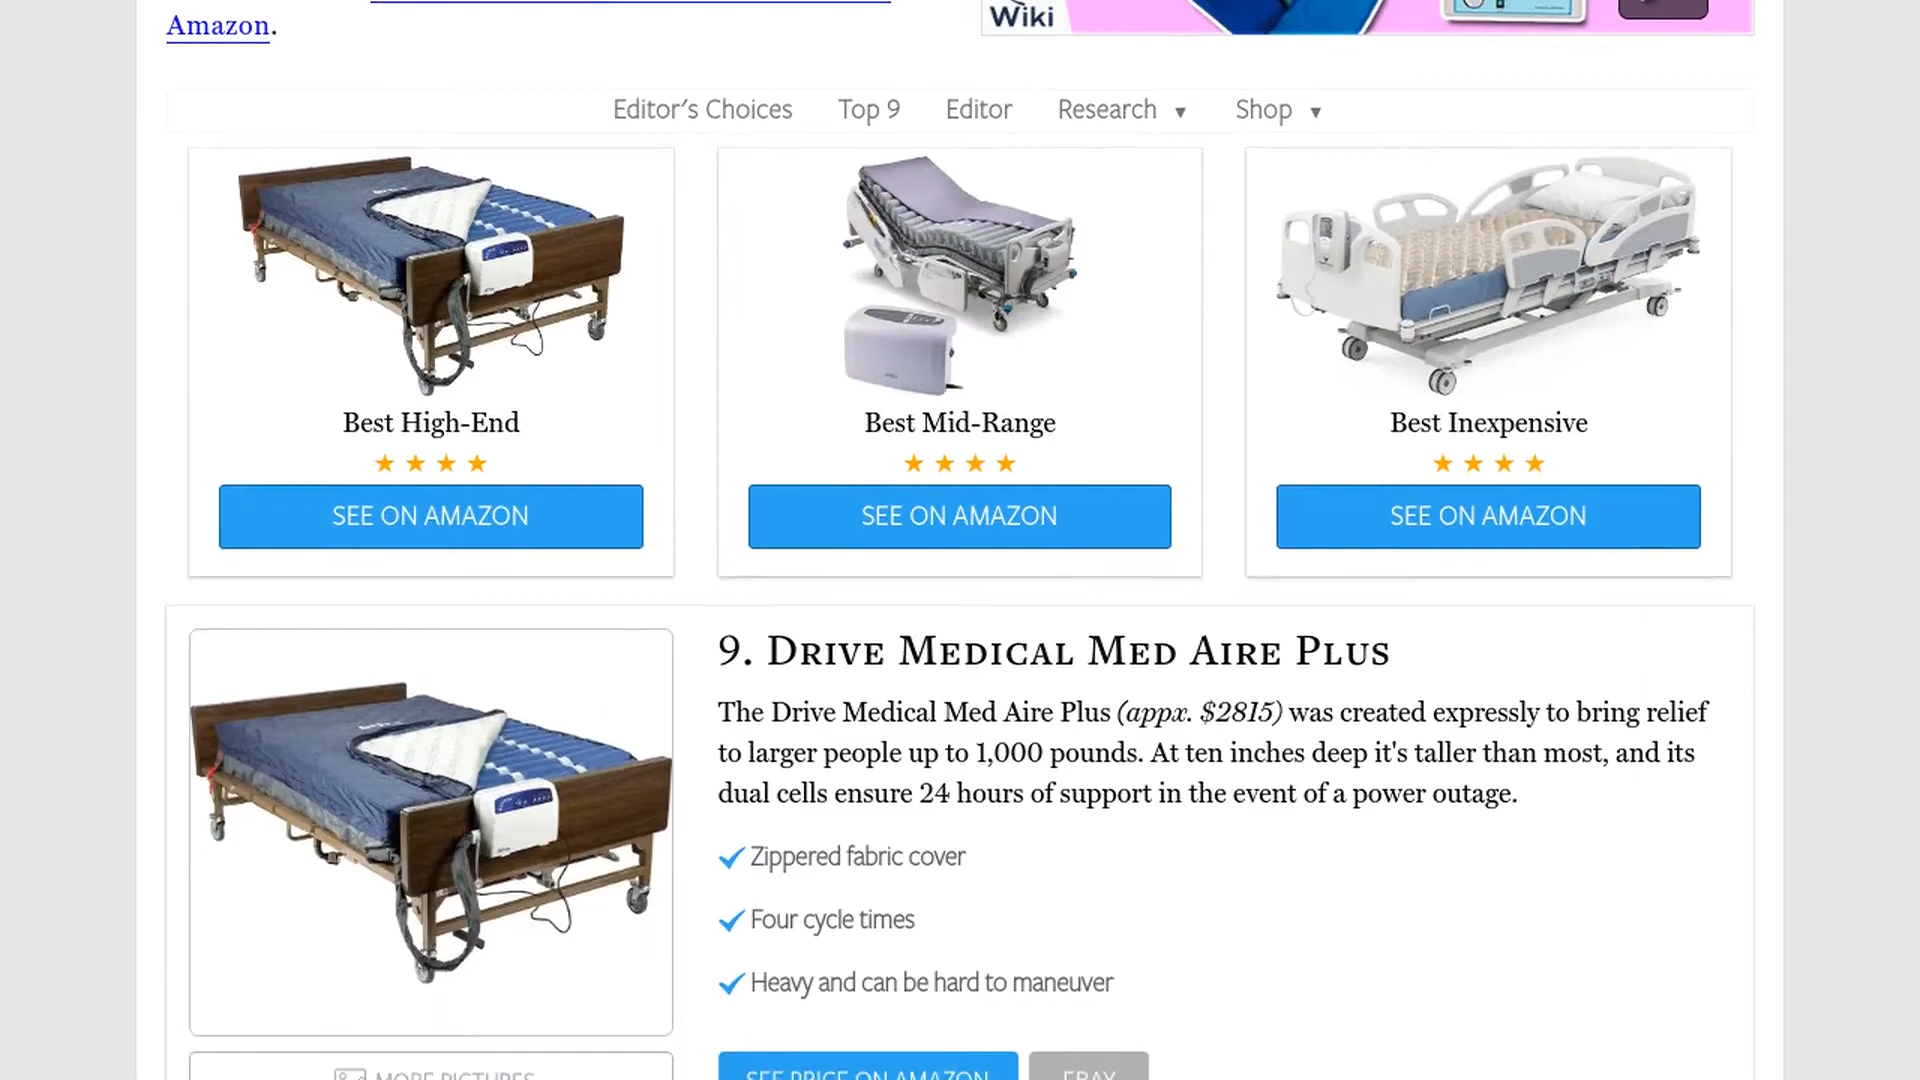 Amazon.
Wiki
Editor's Choices Top 9 Editor Research ▼ Shop ▼
Best High-End
★ ★ ★ ★
SEE ON AMAZON
Best Mid-Range
★ ★ ★ ★
SEE ON AMAZON
Best Inexpensive
★ ★ ★ ★
SEE ON AMAZON
9. Drive Medical Med Aire Plus
The Drive Medical Med Aire Plus (appx. $2815) was created expressly to bring relief
to larger people up to 1,000 pounds. At ten inches deep it's taller than most, and its
dual cells ensure 24 hours of support in the event of a power outage.
Zippered fabric cover
Four cycle times
Heavy and can be hard to maneuver
MORE PICTURES
SEE PRICE ON AMAZON
EBAY